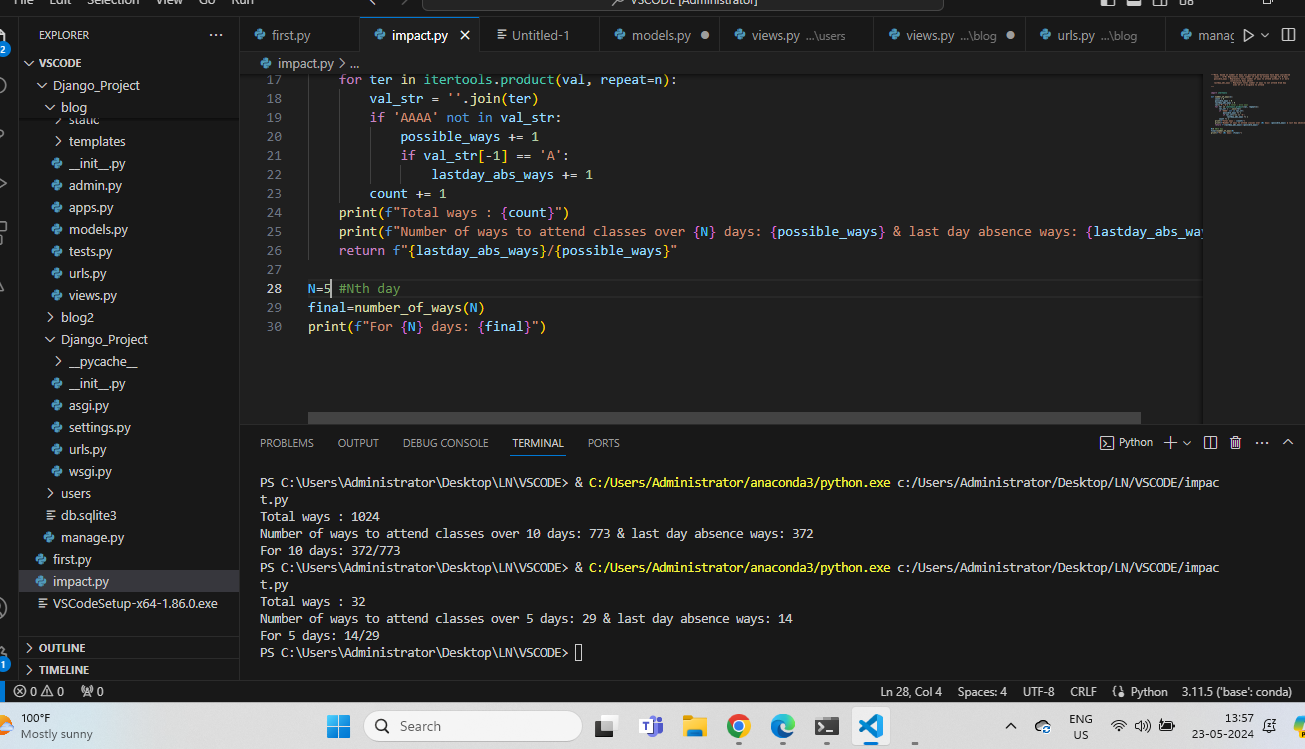 File Edit Selection View Go Run
VSCODE [Administrator]
EXPLORER
first.py
impact.py
Untitled-1
models.py
views.py ...\users
views.py ...\blog
urls.py ...\blog
VSCODE
Django_Project
blog
static
templates
__init__.py
admin.py
apps.py
models.py
tests.py
urls.py
views.py
blog2
Django_Project
__pycache__
__init__.py
asgi.py
settings.py
urls.py
wsgi.py
users
db.sqlite3
manage.py
first.py
impact.py
VSCodeSetup-x64-1.86.0.exe
OUTLINE
TIMELINE
impact.py > ...
17 for ter in itertools.product(val, repeat=n):
18 val_str = ''.join(ter)
19 if 'AAAA' not in val_str:
20 possible_ways += 1
21 if val_str[-1] == 'A':
22 lastday_abs_ways += 1
23 count += 1
24 print(f"Total ways : {count}")
25 print(f"Number of ways to attend classes over {N} days: {possible_ways} & last day absence ways: {lastday_abs_wa
26 return f"{lastday_abs_ways}/{possible_ways}"
27
28 N=5 #Nth day
29 final=number_of_ways(N)
30 print(f"For {N} days: {final}")
PROBLEMS OUTPUT DEBUG CONSOLE TERMINAL PORTS
Python
PS C:\Users\Administrator\Desktop\LN\VSCODE> & C:/Users/Administrator/anaconda3/python.exe c:/Users/Administrator/Desktop/LN/VSCODE/impac
t.py
Total ways : 1024
Number of ways to attend classes over 10 days: 773 & last day absence ways: 372
For 10 days: 372/773
PS C:\Users\Administrator\Desktop\LN\VSCODE> & C:/Users/Administrator/anaconda3/python.exe c:/Users/Administrator/Desktop/LN/VSCODE/impac
t.py
Total ways : 32
Number of ways to attend classes over 5 days: 29 & last day absence ways: 14
For 5 days: 14/29
PS C:\Users\Administrator\Desktop\LN\VSCODE>
0 0 0
Ln 28, Col 4 Spaces: 4 UTF-8 CRLF Python 3.11.5 ('base': conda)
100°F
Mostly sunny
Search
ENG
US
13:57
23-05-2024